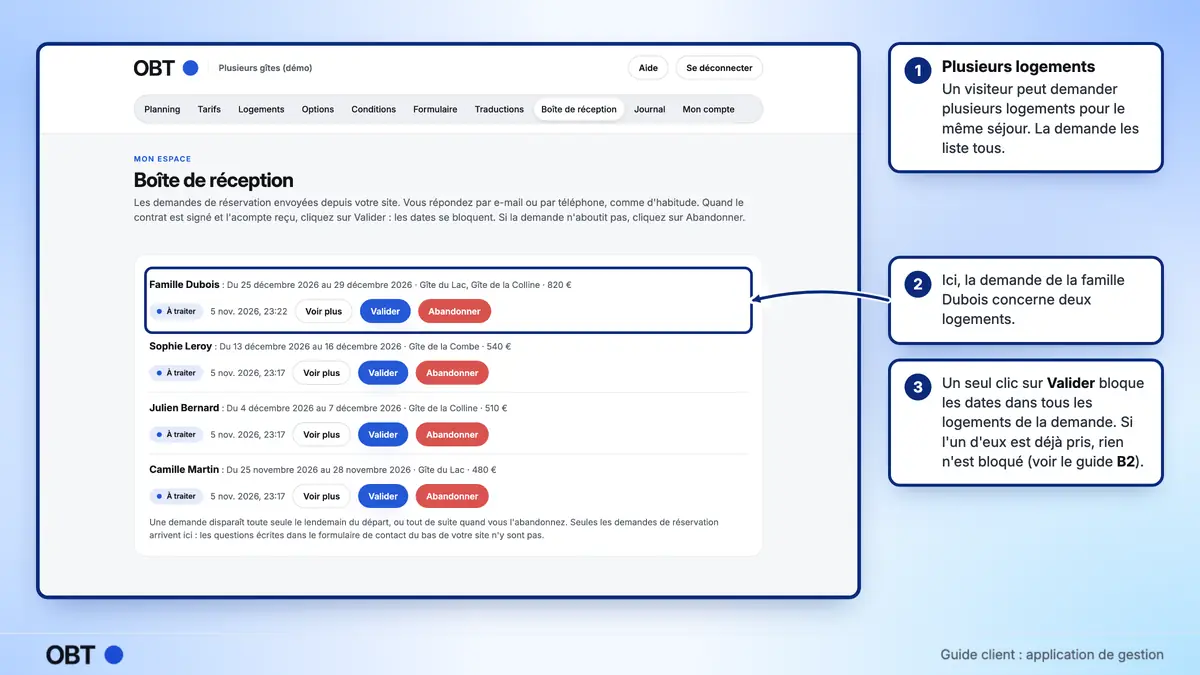 OBT
Plusieurs gîtes (démo)
Aide
Se déconnecter
Planning
Tarifs
Logements
Options
Conditions
Formulaire
Traductions
Boîte de réception
Journal
Mon compte
MON ESPACE
Boîte de réception
Les demandes de réservation envoyées depuis votre site. Vous répondez par e-mail ou par téléphone, comme d'habitude. Quand le
contrat est signé et l'acompte reçu, cliquez sur Valider : les dates se bloquent. Si la demande n'aboutit pas, cliquez sur Abandonner.
Famille Dubois : Du 25 décembre 2026 au 29 décembre 2026 · Gîte du Lac, Gîte de la Colline · 820 €
À traiter 5 nov. 2026, 23:22 Voir plus Valider Abandonner
Sophie Leroy : Du 13 décembre 2026 au 16 décembre 2026 · Gîte de la Combe · 540 €
À traiter 5 nov. 2026, 23:17 Voir plus Valider Abandonner
Julien Bernard : Du 4 décembre 2026 au 7 décembre 2026 · Gîte de la Colline · 510 €
À traiter 5 nov. 2026, 23:17 Voir plus Valider Abandonner
Camille Martin : Du 25 novembre 2026 au 28 novembre 2026 · Gîte du Lac · 480 €
À traiter 5 nov. 2026, 23:17 Voir plus Valider Abandonner
Une demande disparaît toute seule le lendemain du départ, ou tout de suite quand vous l'abandonnez. Seules les demandes de réservation
arrivent ici : les questions écrites dans le formulaire de contact du bas de votre site n'y sont pas.
1 Plusieurs logements
Un visiteur peut demander
plusieurs logements pour le
même séjour. La demande les
liste tous.
2 Ici, la demande de la famille
Dubois concerne deux
logements.
3 Un seul clic sur Valider bloque
les dates dans tous les
logements de la demande. Si
l'un d'eux est déjà pris, rien
n'est bloqué (voir le guide B2).
OBT
Guide client : application de gestion